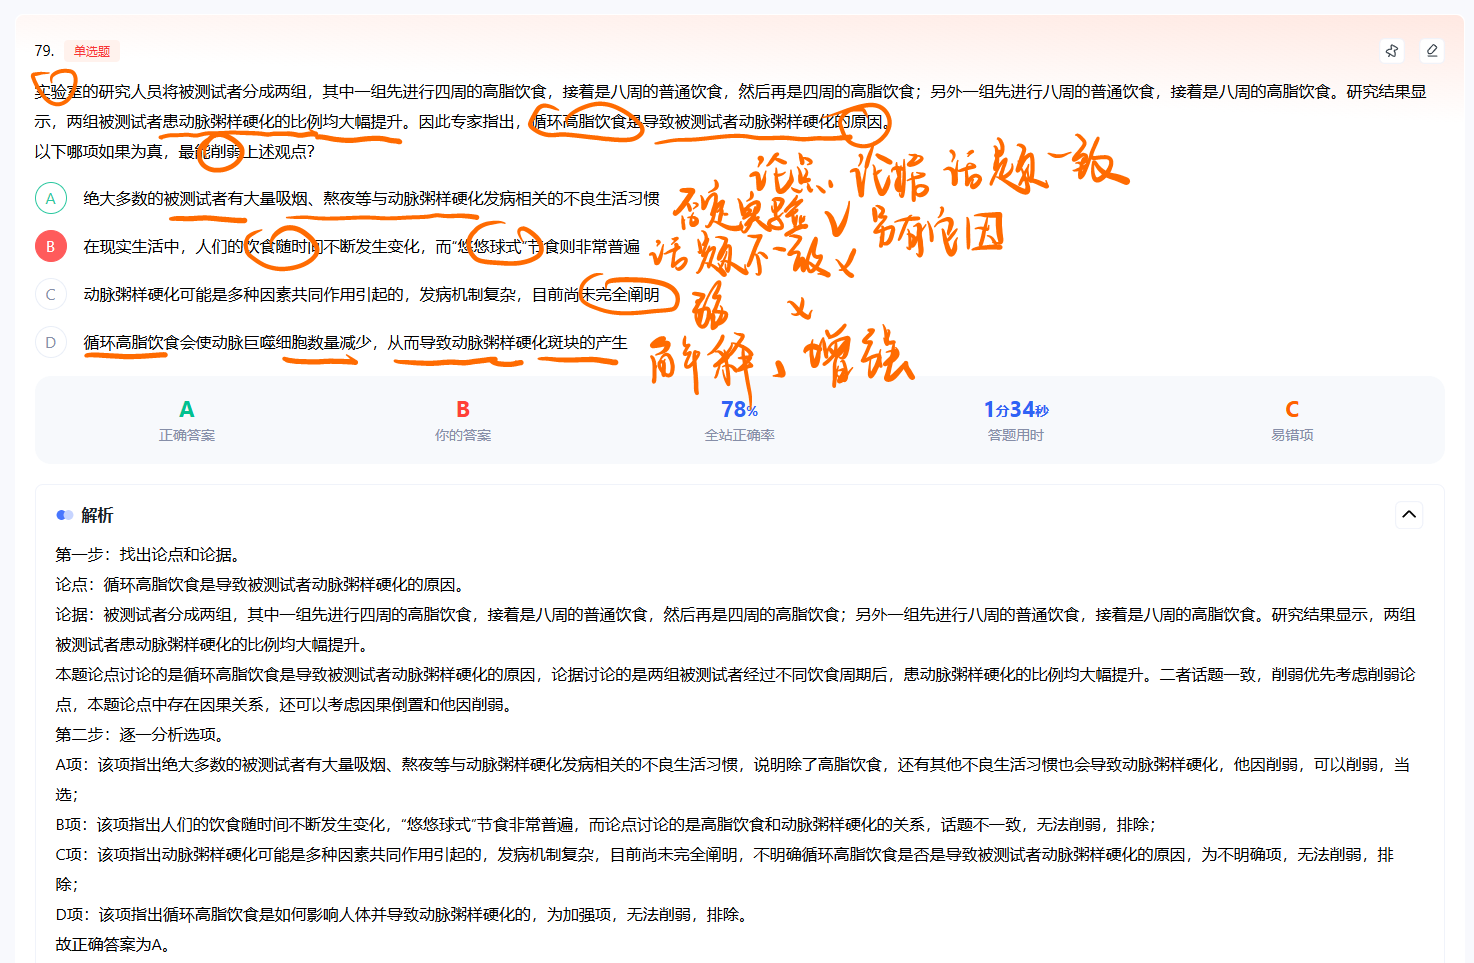 79. 单选题
实验室的研究人员将被测试者分成两组，其中一组先进行四周的高脂饮食，接着是八周的普通饮食，然后再是四周的高脂饮食；另外一组先进行八周的普通饮食，接着是八周的高脂饮食。研究结果显
示，两组被测试者患动脉粥样硬化的比例均大幅提升。因此专家指出，循环高脂饮食是导致被测试者动脉粥样硬化的原因。
以下哪项如果为真，最能削弱上述观点？
论点、论据话题一致
A 绝大多数的被测试者有大量吸烟、熬夜等与动脉粥样硬化发病相关的不良生活习惯
否定实验 √ 另有他因
B 在现实生活中，人们的饮食随时间不断发生变化，而“悠悠球式”节食则非常普遍
话题不一致 ×
C 动脉粥样硬化可能是多种因素共同作用引起的，发病机制复杂，目前尚未完全阐明
弱 ×
D 循环高脂饮食会使动脉巨噬细胞数量减少，从而导致动脉粥样硬化斑块的产生
解释、增强
A B 78% 1分34秒 C
正确答案 你的答案 全站正确率 答题用时 易错项
解析
第一步：找出论点和论据。
论点：循环高脂饮食是导致被测试者动脉粥样硬化的原因。
论据：被测试者分成两组，其中一组先进行四周的高脂饮食，接着是八周的普通饮食，然后再是四周的高脂饮食；另外一组先进行八周的普通饮食，接着是八周的高脂饮食。研究结果显示，两组
被测试者患动脉粥样硬化的比例均大幅提升。
本题论点讨论的是循环高脂饮食是导致被测试者动脉粥样硬化的原因，论据讨论的是两组被测试者经过不同饮食周期后，患动脉粥样硬化的比例均大幅提升。二者话题一致，削弱优先考虑削弱论
点，本题论点中存在因果关系，还可以考虑因果倒置和他因削弱。
第二步：逐一分析选项。
A项：该项指出绝大多数的被测试者有大量吸烟、熬夜等与动脉粥样硬化发病相关的不良生活习惯，说明除了高脂饮食，还有其他不良生活习惯也会导致动脉粥样硬化，他因削弱，可以削弱，当
选；
B项：该项指出人们的饮食随时间不断发生变化，“悠悠球式”节食非常普遍，而论点讨论的是高脂饮食和动脉粥样硬化的关系，话题不一致，无法削弱，排除；
C项：该项指出动脉粥样硬化可能是多种因素共同作用引起的，发病机制复杂，目前尚未完全阐明，不明确循环高脂饮食是否是导致被测试者动脉粥样硬化的原因，为不明确项，无法削弱，排
除；
D项：该项指出循环高脂饮食是如何影响人体并导致动脉粥样硬化的，为加强项，无法削弱，排除。
故正确答案为A。